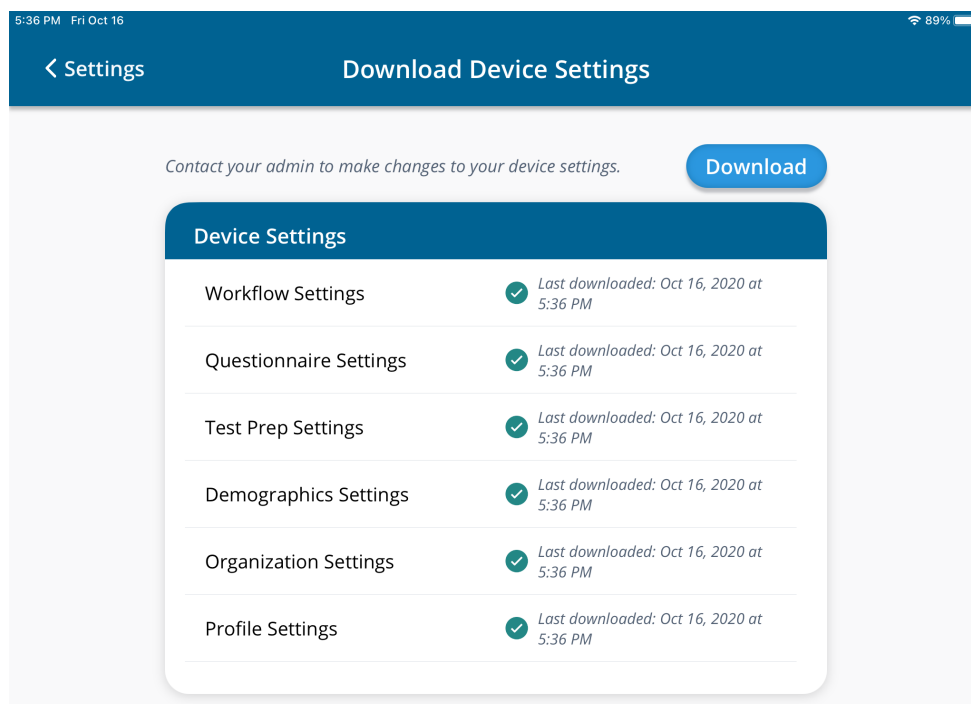 5:36 PM Fri Oct 16
89%
Settings
Download Device Settings
Contact your admin to make changes to your device settings.
Download
Device Settings
Workflow Settings
Last downloaded: Oct 16, 2020 at
5:36 PM
Questionnaire Settings
Last downloaded: Oct 16, 2020 at
5:36 PM
Test Prep Settings
Last downloaded: Oct 16, 2020 at
5:36 PM
Demographics Settings
Last downloaded: Oct 16, 2020 at
5:36 PM
Organization Settings
Last downloaded: Oct 16, 2020 at
5:36 PM
Profile Settings
Last downloaded: Oct 16, 2020 at
5:36 PM